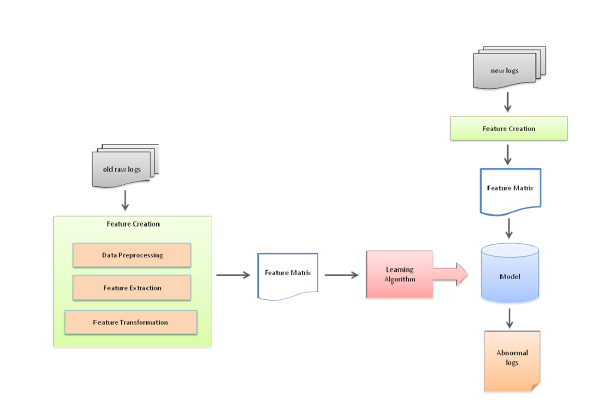 new logs
Feature Creation
Feature Matrix
old raw logs
Feature Creation
Data Preprocessing
Feature Extraction
Feature Transformation
Feature Matrix
Learning
Algorithm
Model
Abnormal
logs